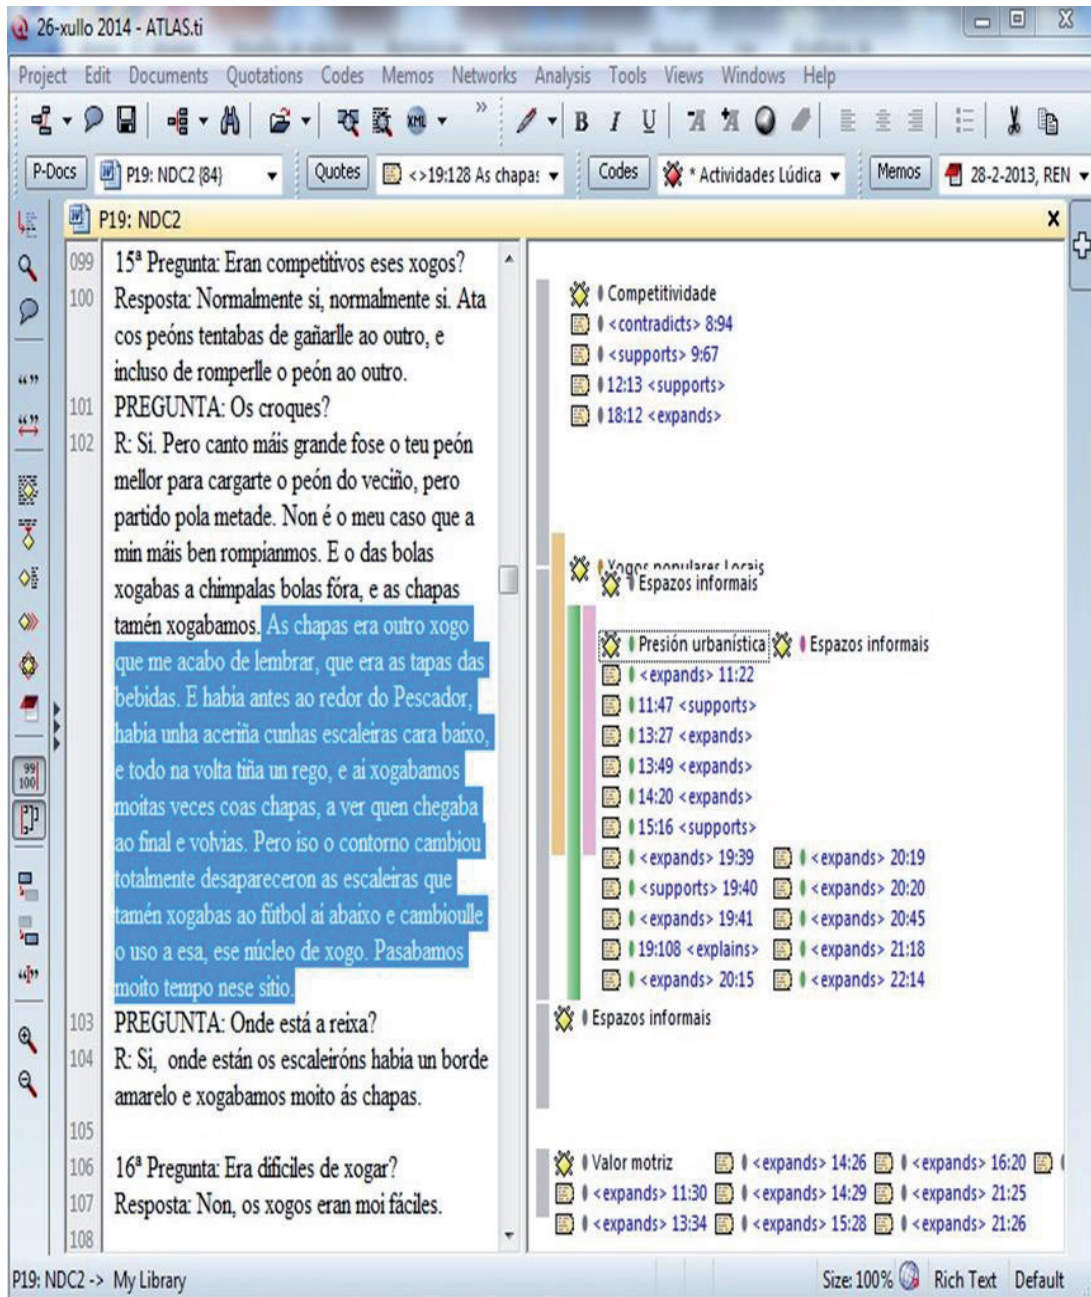 26-xullo 2014 - ATLAS.ti
Project Edit Documents Quotations Codes Memos Networks Analysis Tools Views Windows Help
XML » B I U A A
P-Docs P19: NDC2 {84} Quotes <>19:128 As chapas Codes * Actividades Lúdica Memos 28-2-2013, REN
P19: NDC2 x
099 15ª Pregunta: Eran competitivos eses xogos?
100 Resposta: Normalmente si, normalmente si. Ata
cos peóns tentabas de gañarlle ao outro, e
incluso de romperlle o peón ao outro.
101 PREGUNTA: Os croques?
102 R: Si. Pero canto máis grande fose o teu peón
mellor para cargarte o peón do veciño, pero
partido pola metade. Non é o meu caso que a
min máis ben rompíanmos. E o das bolas
xogabas a chimpalas bolas fóra, e as chapas
tamén xogabamos. As chapas era outro xogo
que me acabo de lembrar, que era as tapas das
bebidas. E había antes ao redor do Pescador,
había unha aceriña cunhas escaleiras cara baixo,
e todo na volta tiña un rego, e aí xogabamos
moitas veces coas chapas, a ver quen chegaba
ao final e volvias. Pero iso o contorno cambiou
totalmente desapareceron as escaleiras que
tamén xogabas ao fútbol aí abaixo e cambioulle
o uso a esa, ese núcleo de xogo. Pasabamos
moito tempo nese sitio.
103 PREGUNTA: Onde está a reixa?
104 R: Si, onde están os escaleiróns había un borde
amarelo e xogabamos moito ás chapas.
105
106 16ª Pregunta: Era dificiles de xogar?
107 Resposta: Non, os xogos eran moi fáciles.
108
Competitividade
<contradicts> 8:94
<supports> 9:67
12:13 <supports>
18:12 <expands>
Xogos populares Locais
Espazos informais
Presión urbanística Espazos informais
<expands> 11:22
11:47 <supports>
13:27 <expands>
13:49 <expands>
14:20 <expands>
15:16 <supports>
<expands> 19:39 <expands> 20:19
<supports> 19:40 <expands> 20:20
<expands> 19:41 <expands> 20:45
19:108 <explains> <expands> 21:18
<expands> 20:15 <expands> 22:14
Espazos informais
Valor motriz <expands> 14:26 <expands> 16:20
<expands> 11:30 <expands> 14:29 <expands> 21:25
<expands> 13:34 <expands> 15:28 <expands> 21:26
99
100
P19: NDC2 -> My Library Size: 100% Rich Text Default